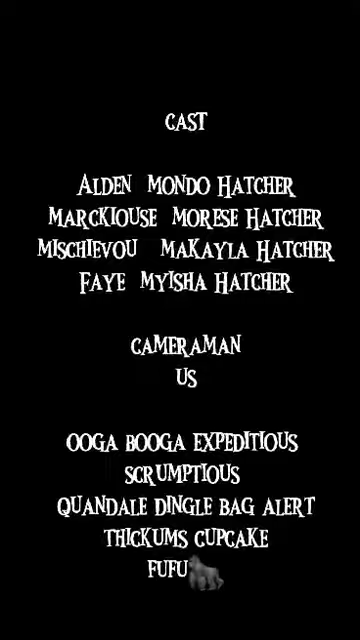 CAST
ALDEN MONDO HATCHER
MARCKIOUSE MORESE HATCHER
MISCHIEVOU MAKAYLA HATCHER
FAYE MYISHA HATCHER
CAMERAMAN
US
OOGA BOOGA EXPEDITIOUS
SCRUMPTIOUS
QUANDALE DINGLE BAG ALERT
THICKUMS CUPCAKE
FUFU